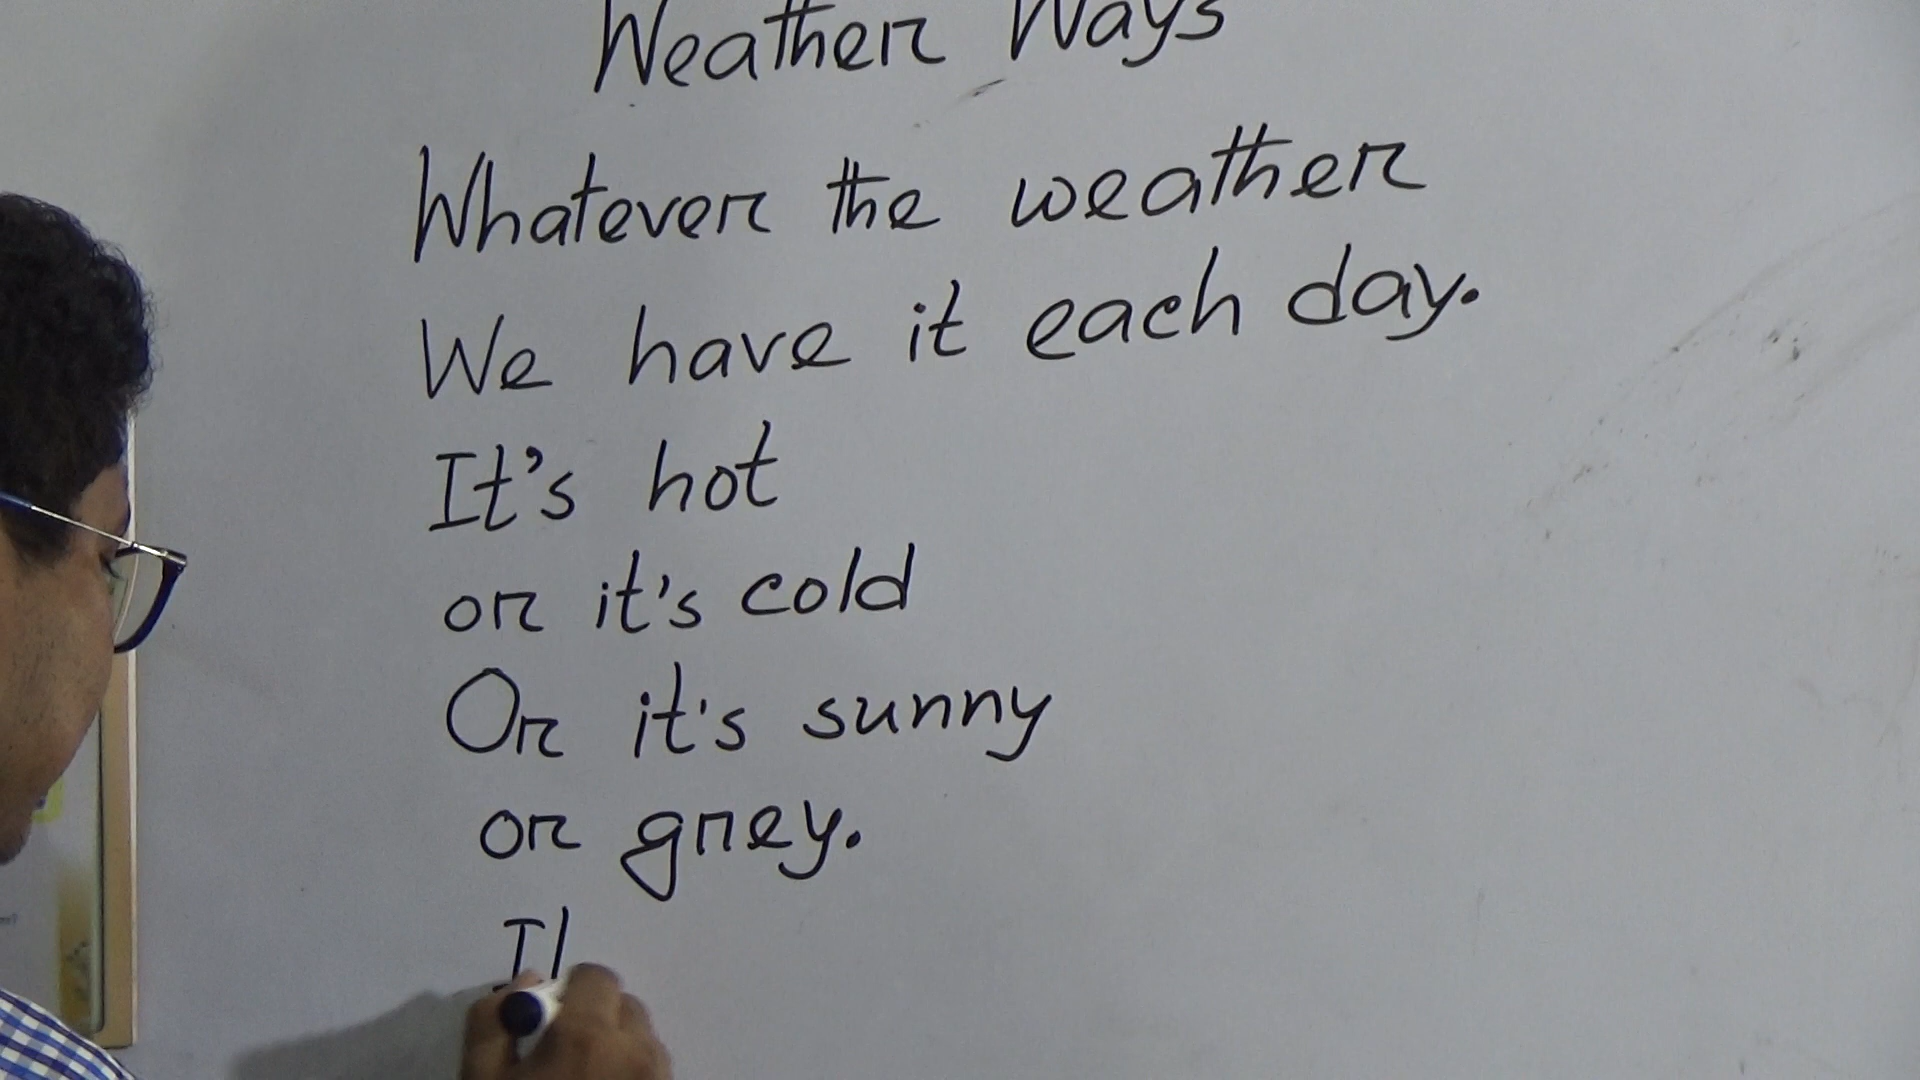 Weather Ways
Whatever the weather
We have it each day.
It's hot
or it's cold
Or it's sunny
or grey.